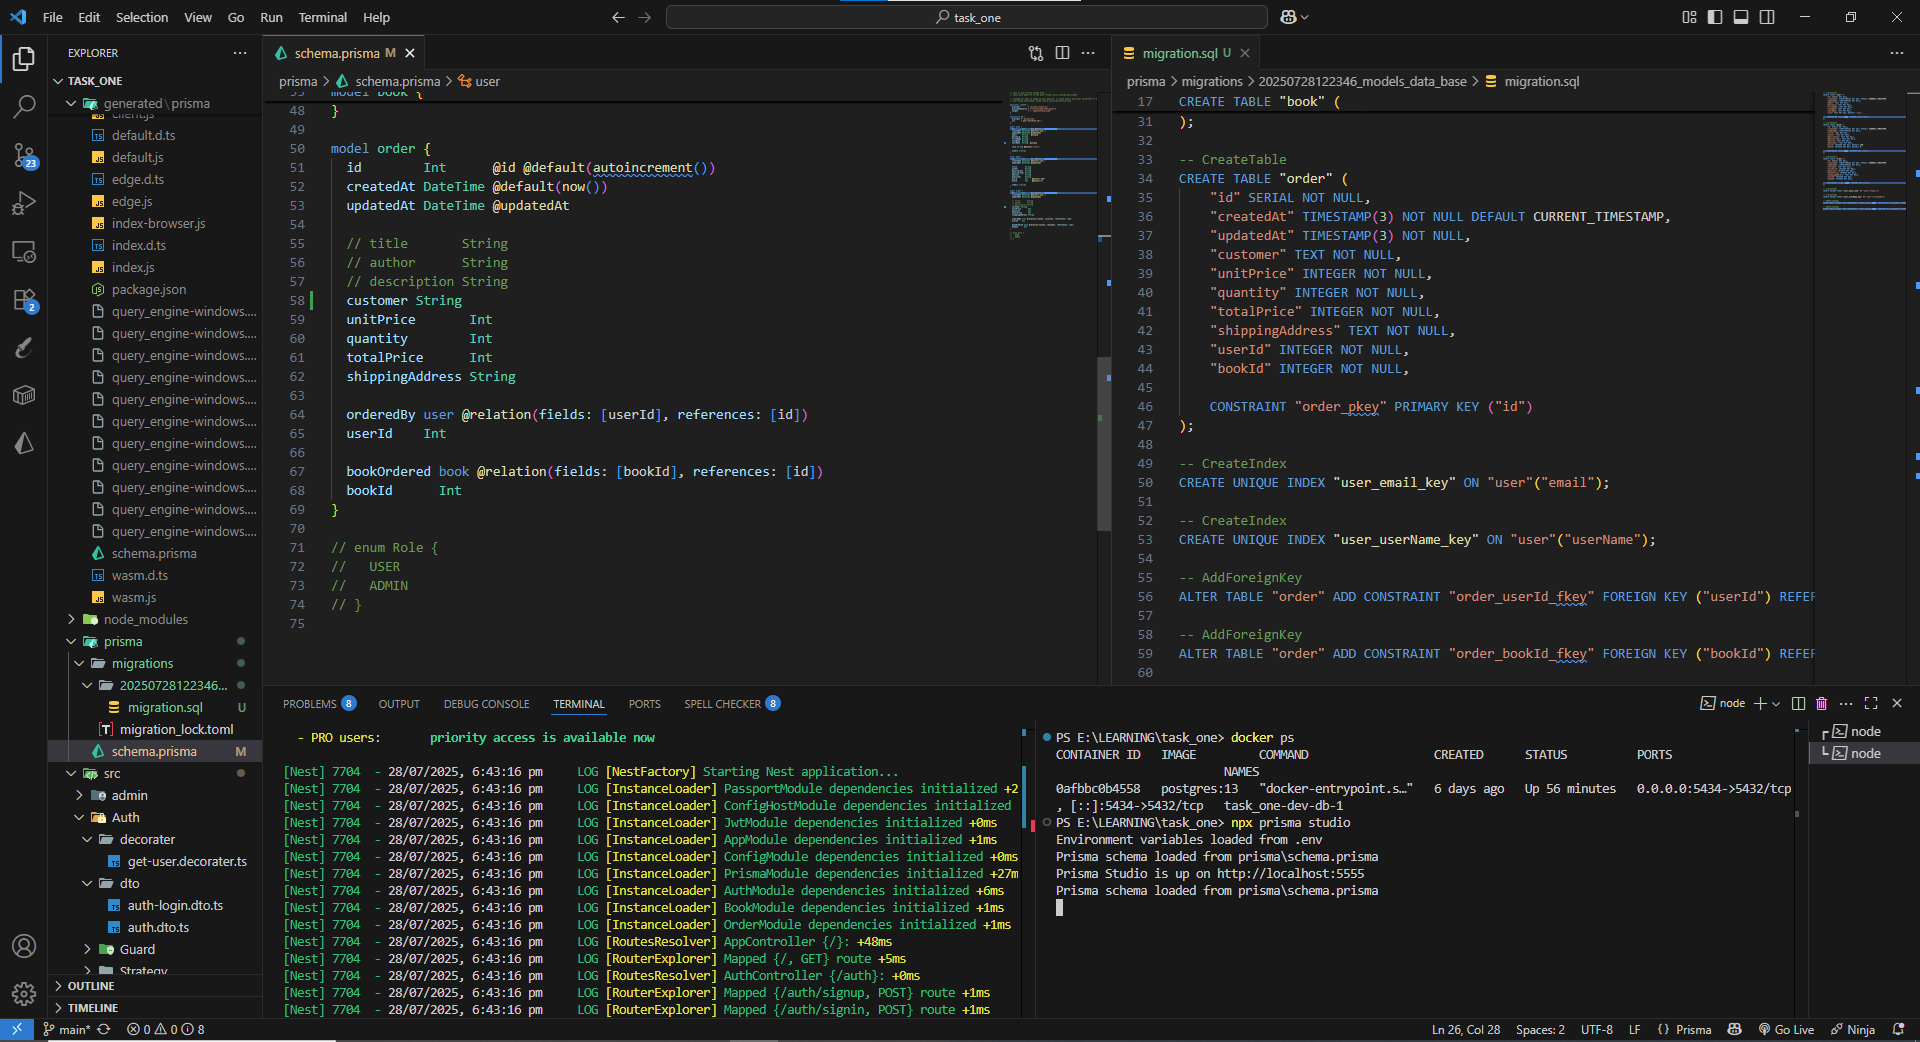 File Edit Selection View Go Run Terminal Help
task_one
EXPLORER
TASK_ONE
generated\prisma
client.js
default.d.ts
default.js
edge.d.ts
edge.js
index-browser.js
index.d.ts
index.js
package.json
query_engine-windows....
query_engine-windows....
query_engine-windows....
query_engine-windows....
query_engine-windows....
query_engine-windows....
query_engine-windows....
query_engine-windows....
query_engine-windows....
query_engine-windows....
query_engine-windows....
schema.prisma
wasm.d.ts
wasm.js
node_modules
prisma
migrations
20250728122346...
migration.sql U
migration_lock.toml
schema.prisma M
src
admin
Auth
decorater
get-user.decorater.ts
dto
auth-login.dto.ts
auth.dto.ts
Guard
Strategy
OUTLINE
TIMELINE
23
2
schema.prisma M
prisma > schema.prisma > user
model book {
48 }
49
50 model order {
51 id Int @id @default(autoincrement())
52 createdAt DateTime @default(now())
53 updatedAt DateTime @updatedAt
54
55 // title String
56 // author String
57 // description String
58 customer String
59 unitPrice Int
60 quantity Int
61 totalPrice Int
62 shippingAddress String
63
64 orderedBy user @relation(fields: [userId], references: [id])
65 userId Int
66
67 bookOrdered book @relation(fields: [bookId], references: [id])
68 bookId Int
69 }
70
71 // enum Role {
72 // USER
73 // ADMIN
74 // }
75
migration.sql U
prisma > migrations > 20250728122346_models_data_base > migration.sql
17 CREATE TABLE "book" (
31 );
32
33 -- CreateTable
34 CREATE TABLE "order" (
35 "id" SERIAL NOT NULL,
36 "createdAt" TIMESTAMP(3) NOT NULL DEFAULT CURRENT_TIMESTAMP,
37 "updatedAt" TIMESTAMP(3) NOT NULL,
38 "customer" TEXT NOT NULL,
39 "unitPrice" INTEGER NOT NULL,
40 "quantity" INTEGER NOT NULL,
41 "totalPrice" INTEGER NOT NULL,
42 "shippingAddress" TEXT NOT NULL,
43 "userId" INTEGER NOT NULL,
44 "bookId" INTEGER NOT NULL,
45
46 CONSTRAINT "order_pkey" PRIMARY KEY ("id")
47 );
48
49 -- CreateIndex
50 CREATE UNIQUE INDEX "user_email_key" ON "user"("email");
51
52 -- CreateIndex
53 CREATE UNIQUE INDEX "user_userName_key" ON "user"("userName");
54
55 -- AddForeignKey
56 ALTER TABLE "order" ADD CONSTRAINT "order_userId_fkey" FOREIGN KEY ("userId") REFER
57
58 -- AddForeignKey
59 ALTER TABLE "order" ADD CONSTRAINT "order_bookId_fkey" FOREIGN KEY ("bookId") REFER
60
PROBLEMS 8 OUTPUT DEBUG CONSOLE TERMINAL PORTS SPELL CHECKER 8
node
- PRO users: priority access is available now
[Nest] 7704 - 28/07/2025, 6:43:16 pm LOG [NestFactory] Starting Nest application...
[Nest] 7704 - 28/07/2025, 6:43:16 pm LOG [InstanceLoader] PassportModule dependencies initialized +2
[Nest] 7704 - 28/07/2025, 6:43:16 pm LOG [InstanceLoader] ConfigHostModule dependencies initialized
[Nest] 7704 - 28/07/2025, 6:43:16 pm LOG [InstanceLoader] JwtModule dependencies initialized +0ms
[Nest] 7704 - 28/07/2025, 6:43:16 pm LOG [InstanceLoader] AppModule dependencies initialized +1ms
[Nest] 7704 - 28/07/2025, 6:43:16 pm LOG [InstanceLoader] ConfigModule dependencies initialized +0ms
[Nest] 7704 - 28/07/2025, 6:43:16 pm LOG [InstanceLoader] PrismaModule dependencies initialized +27m
[Nest] 7704 - 28/07/2025, 6:43:16 pm LOG [InstanceLoader] AuthModule dependencies initialized +6ms
[Nest] 7704 - 28/07/2025, 6:43:16 pm LOG [InstanceLoader] BookModule dependencies initialized +1ms
[Nest] 7704 - 28/07/2025, 6:43:16 pm LOG [InstanceLoader] OrderModule dependencies initialized +1ms
[Nest] 7704 - 28/07/2025, 6:43:16 pm LOG [RoutesResolver] AppController {/}: +48ms
[Nest] 7704 - 28/07/2025, 6:43:16 pm LOG [RouterExplorer] Mapped {/, GET} route +5ms
[Nest] 7704 - 28/07/2025, 6:43:16 pm LOG [RoutesResolver] AuthController {/auth}: +0ms
[Nest] 7704 - 28/07/2025, 6:43:16 pm LOG [RouterExplorer] Mapped {/auth/signup, POST} route +1ms
[Nest] 7704 - 28/07/2025, 6:43:16 pm LOG [RouterExplorer] Mapped {/auth/signin, POST} route +1ms
PS E:\LEARNING\task_one> docker ps
CONTAINER ID IMAGE COMMAND CREATED STATUS PORTS
NAMES
0afbbc0b4558 postgres:13 "docker-entrypoint.s…" 6 days ago Up 56 minutes 0.0.0.0:5434->5432/tcp
, [::]:5434->5432/tcp task_one-dev-db-1
PS E:\LEARNING\task_one> npx prisma studio
Environment variables loaded from .env
Prisma schema loaded from prisma\schema.prisma
Prisma Studio is up on http://localhost:5555
Prisma schema loaded from prisma\schema.prisma
node
node
main* 0 0 8
Ln 26, Col 28 Spaces: 2 UTF-8 LF {} Prisma Go Live Ninja